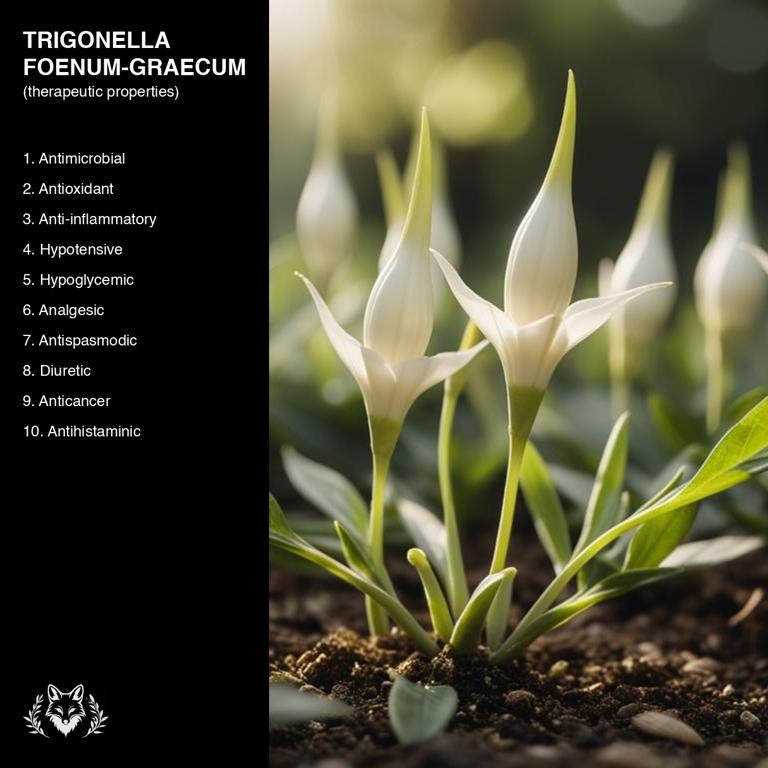 TRIGONELLA
FOENUM-GRAECUM
(therapeutic properties)
1. Antimicrobial
2. Antioxidant
3. Anti-inflammatory
4. Hypotensive
5. Hypoglycemic
6. Analgesic
7. Antispasmodic
8. Diuretic
9. Anticancer
10. Antihistaminic